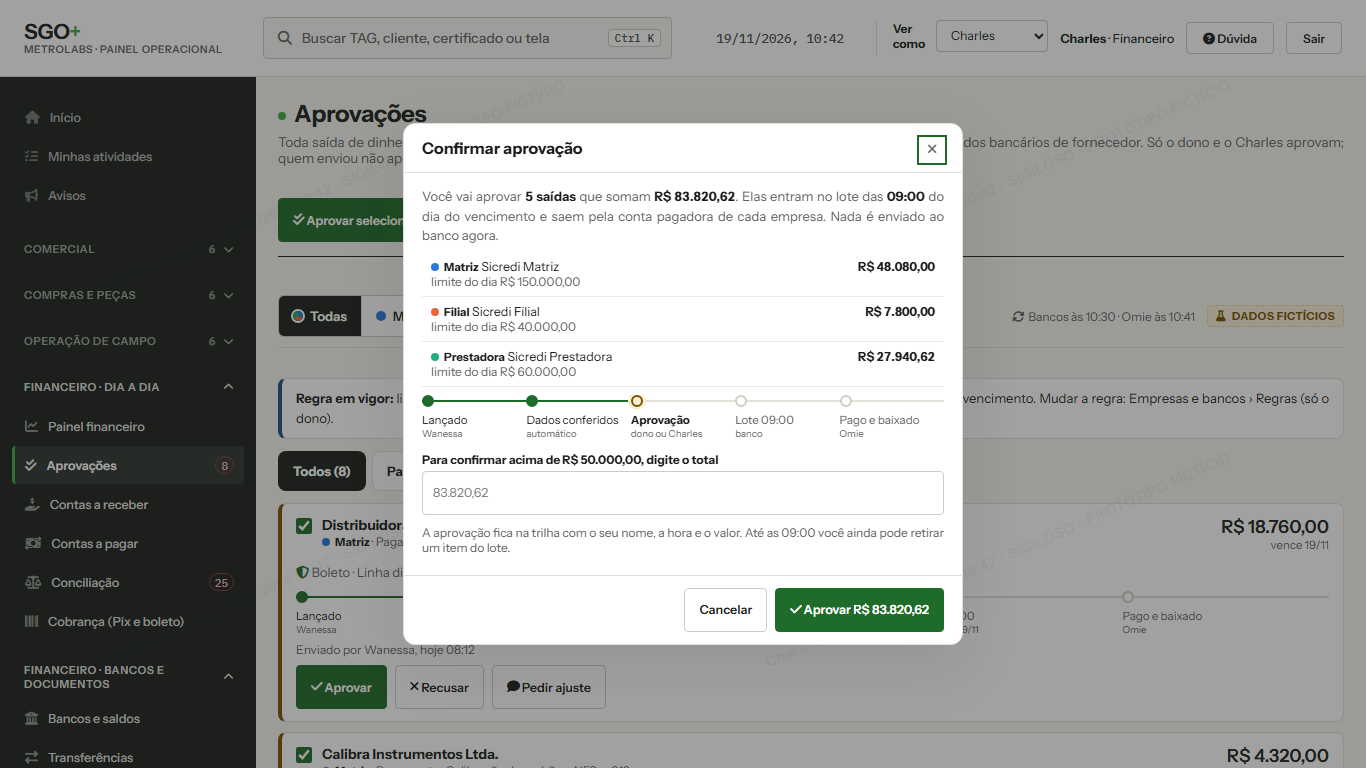 SGO+
METROLABS · PAINEL OPERACIONAL
Buscar TAG, cliente, certificado ou tela
Ctrl K
19/11/2026, 10:42
Ver como
Charles
Charles · Financeiro
Dúvida
Sair
Início
Minhas atividades
Avisos
COMERCIAL 6
COMPRAS E PEÇAS 6
OPERAÇÃO DE CAMPO 6
FINANCEIRO · DIA A DIA
Painel financeiro
Aprovações 8
Contas a receber
Contas a pagar
Conciliação 25
Cobrança (Pix e boleto)
FINANCEIRO · BANCOS E
DOCUMENTOS
Bancos e saldos
Transferências
Aprovações
Toda saída de dinhe
dos bancários de fornecedor. Só o dono e o Charles aprovam;
quem enviou não ap
Aprovar selecion
Todas
M
Bancos às 10:30 · Omie às 10:41
DADOS FICTÍCIOS
Regra em vigor: li
vencimento. Mudar a regra: Empresas e bancos › Regras (só o
dono).
Todos (8)
Pa
Confirmar aprovação
Você vai aprovar 5 saídas que somam R$ 83.820,62. Elas entram no lote das 09:00 do
dia do vencimento e saem pela conta pagadora de cada empresa. Nada é enviado ao
banco agora.
Matriz Sicredi Matriz R$ 48.080,00
limite do dia R$ 150.000,00
Filial Sicredi Filial R$ 7.800,00
limite do dia R$ 40.000,00
Prestadora Sicredi Prestadora R$ 27.940,62
limite do dia R$ 60.000,00
Lançado Dados conferidos Aprovação Lote 09:00 Pago e baixado
Wanessa automático dono ou Charles banco Omie
Para confirmar acima de R$ 50.000,00, digite o total
83.820,62
A aprovação fica na trilha com o seu nome, a hora e o valor. Até as 09:00 você ainda pode retirar
um item do lote.
Cancelar
Aprovar R$ 83.820,62
Distribuidora
R$ 18.760,00
Matriz · Paga
vence 19/11
Boleto · Linha di
Lançado
Wanessa
00
9/11
Pago e baixado
Omie
Enviado por Wanessa, hoje 08:12
Aprovar
Recusar
Pedir ajuste
Calibra Instrumentos Ltda.
R$ 4.320,00